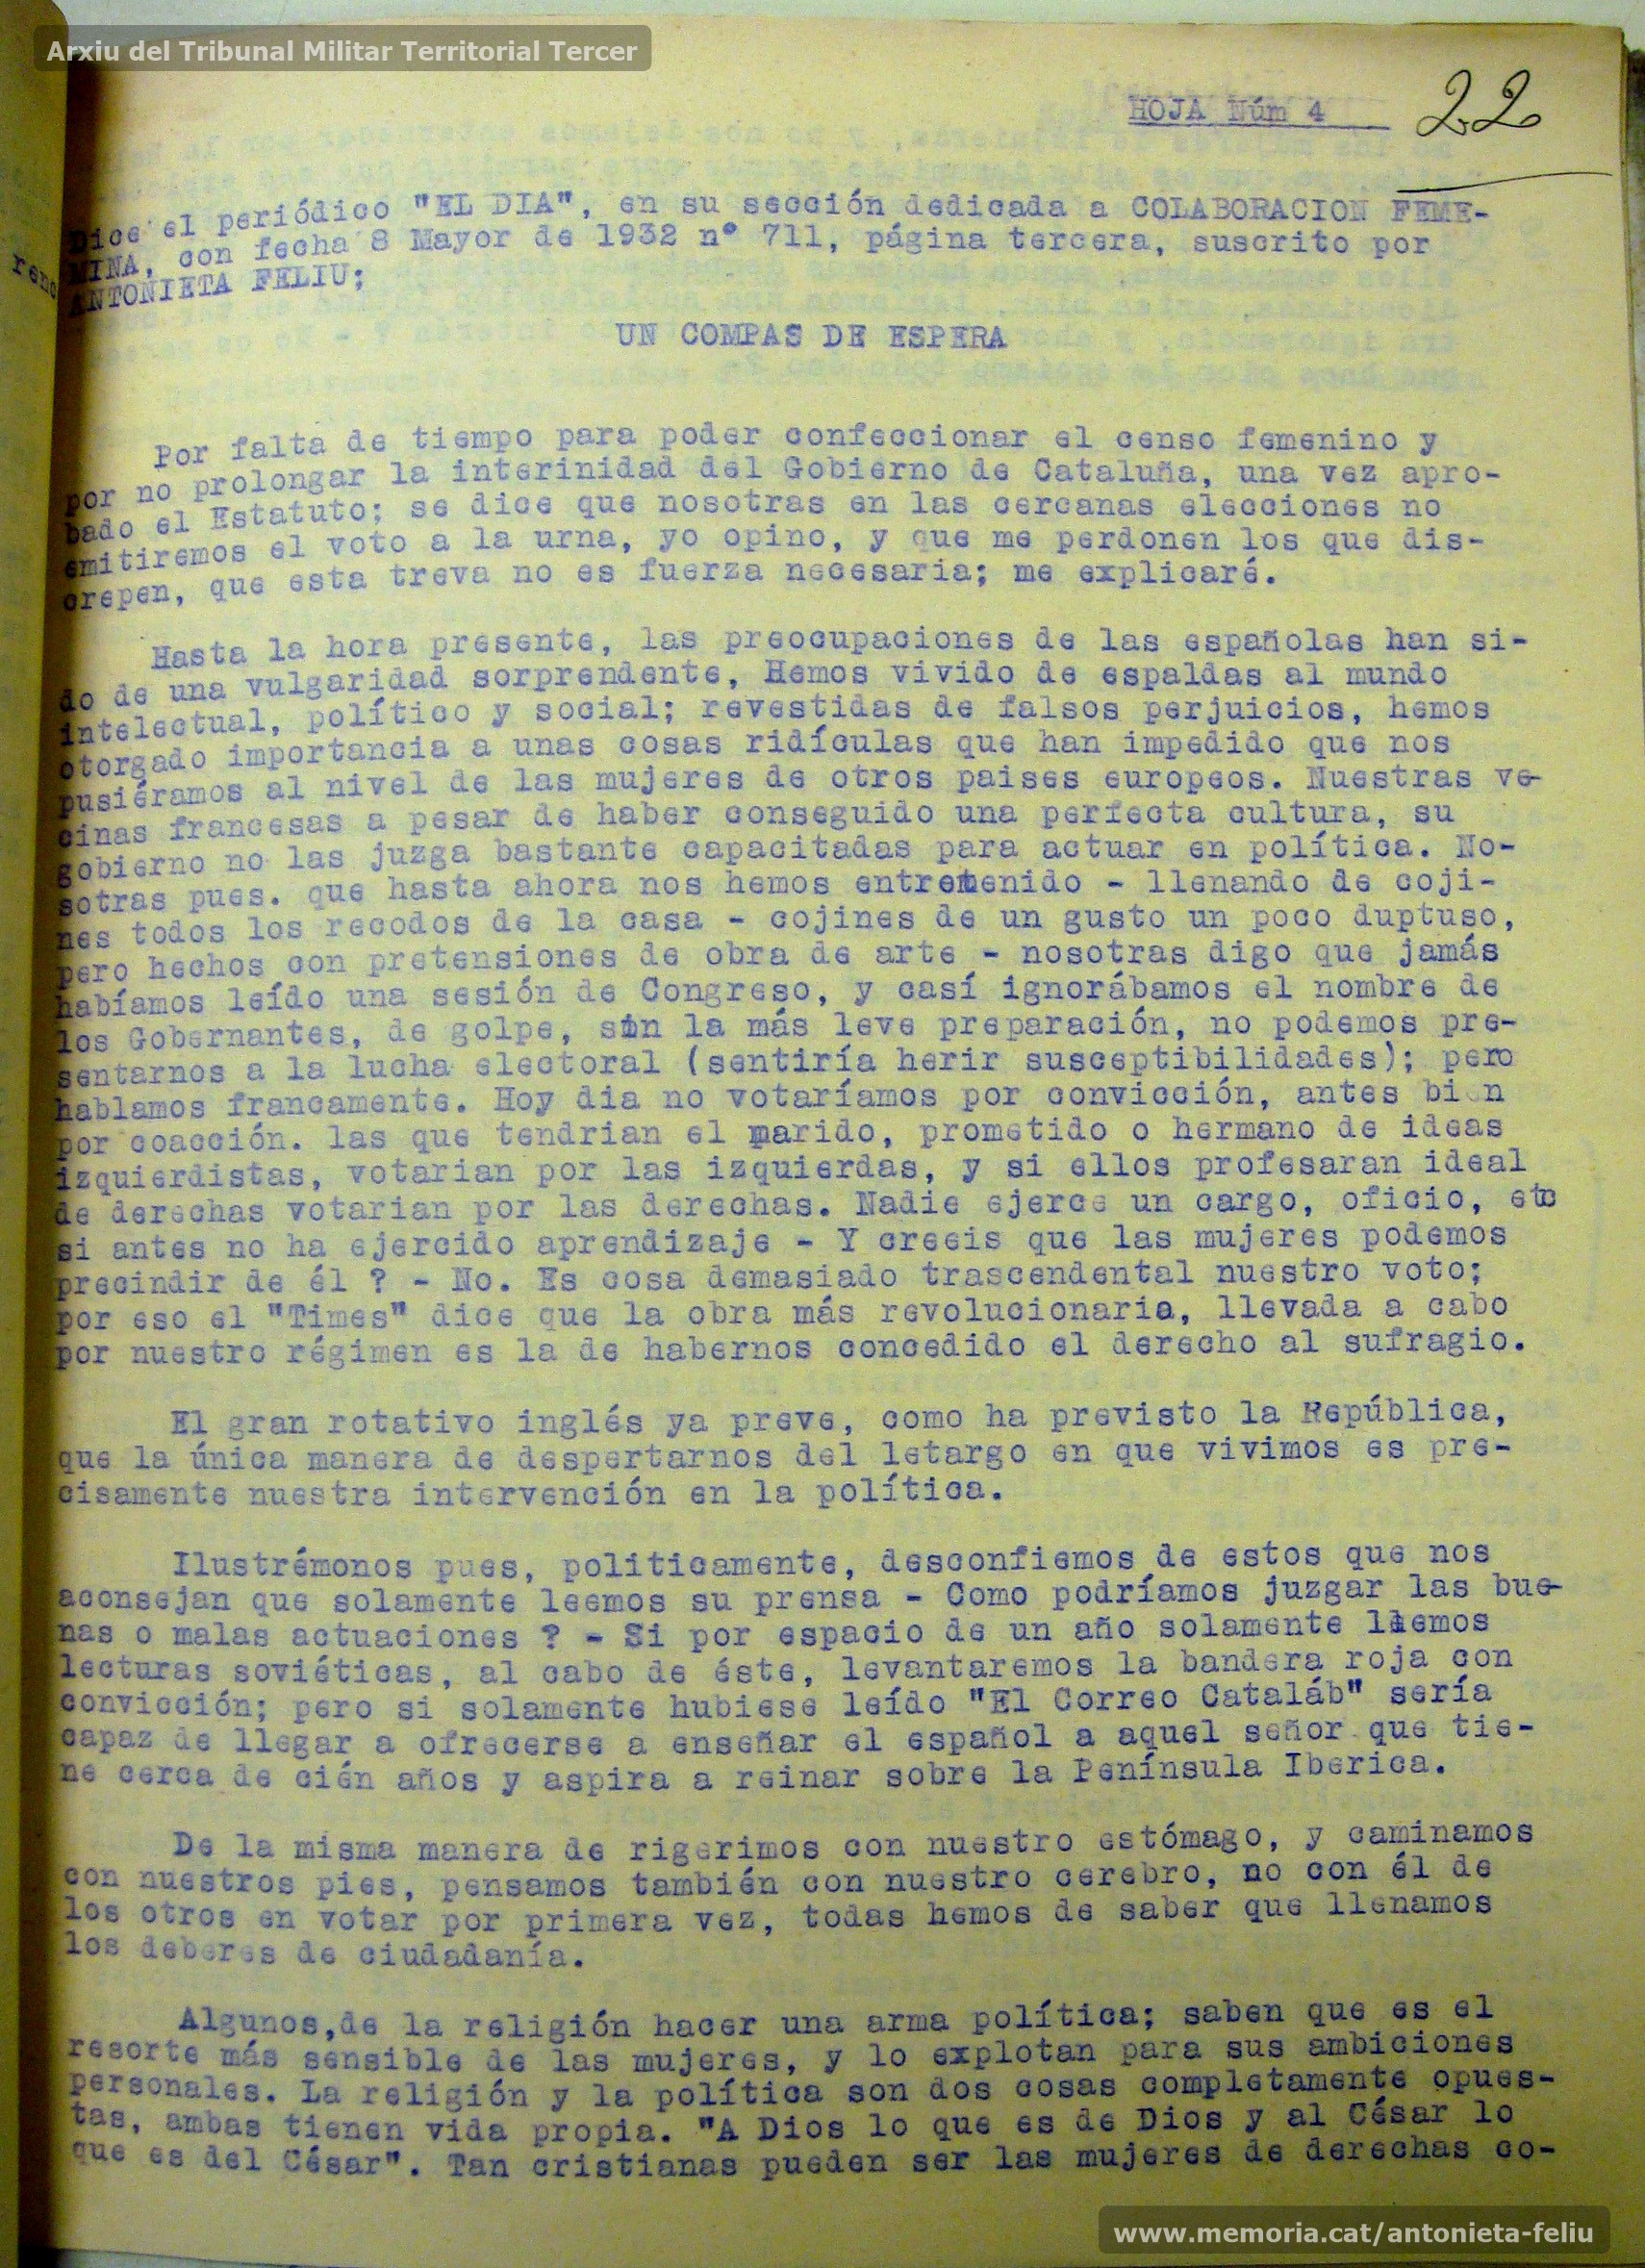 Arxiu del Tribunal Militar Territorial Tercer
HOJA Núm 4
22
Dice el periódico "EL DIA", en su sección dedicada a COLABORACION FEME-
MINA, con fecha 8 Mayor de 1932 nº 711, página tercera, suscrito por
ANTONIETA FELIU;
UN COMPAS DE ESPERA
Por falta de tiempo para poder confeccionar el censo femenino y
por no prolongar la interinidad del Gobierno de Cataluña, una vez apro-
bado el Estatuto; se dice que nosotras en las cercanas elecciones no
emitiremos el voto a la urna, yo opino, y que me perdonen los que dis-
crepen, que esta treva no es fuerza necesaria; me explicaré.
Hasta la hora presente, las preocupaciones de las españolas han si-
do de una vulgaridad sorprendente, Hemos vivido de espaldas al mundo
intelectual, político y social; revestidas de falsos perjuicios, hemos
otorgado importancia a unas cosas ridículas que han impedido que nos
pusiéramos al nivel de las mujeres de otros paises europeos. Nuestras ve-
cinas francesas a pesar de haber conseguido una perfecta cultura, su
gobierno no las juzga bastante capacitadas para actuar en política. No-
sotras pues. que hasta ahora nos hemos entretenido - llenando de coji-
nes todos los recodos de la casa - cojines de un gusto un poco duptuso,
pero hechos con pretensiones de obra de arte - nosotras digo que jamás
habíamos leído una sesión de Congreso, y casí ignorábamos el nombre de
los Gobernantes, de golpe, sin la más leve preparación, no podemos pre-
sentarnos a la lucha electoral (sentiría herir susceptibilidades); pero
hablamos francamente. Hoy dia no votaríamos por convicción, antes bien
por coacción. las que tendrian el marido, prometido o hermano de ideas
izquierdistas, votarian por las izquierdas, y si ellos profesaran ideal
de derechas votarian por las derechas. Nadie ejerce un cargo, oficio, etc
si antes no ha ejercido aprendizaje - Y creeis que las mujeres podemos
precindir de él ? - No. Es cosa demasiado trascendental nuestro voto;
por eso el "Times" dice que la obra más revolucionaria, llevada a cabo
por nuestro régimen es la de habernos concedido el derecho al sufragio.
El gran rotativo inglés ya preve, como ha previsto la República,
que la única manera de despertarnos del letargo en que vivimos es pre-
cisamente nuestra intervención en la política.
Ilustrémonos pues, politicamente, desconfiemos de estos que nos
aconsejan que solamente leemos su prensa - Como podríamos juzgar las bue-
nas o malas actuaciones ? - Si por espacio de un año solamente liemos
lecturas soviéticas, al cabo de éste, levantaremos la bandera roja con
convicción; pero si solamente hubiese leído "El Correo Cataláb" sería
capaz de llegar a ofrecerse a enseñar el español a aquel señor que tie-
ne cerca de cién años y aspira a reinar sobre la Península Iberica.
De la misma manera de rigerimos con nuestro estómago, y caminamos
con nuestros pies, pensamos también con nuestro cerebro, no con él de
los otros en votar por primera vez, todas hemos de saber que llenamos
los deberes de ciudadanía.
Algunos,de la religión hacer una arma política; saben que es el
resorte más sensible de las mujeres, y lo explotan para sus ambiciones
personales. La religión y la política son dos cosas completamente opues-
tas, ambas tienen vida propia. "A Dios lo que es de Dios y al César lo
que es del César". Tan cristianas pueden ser las mujeres de derechas co-
www.memoria.cat/antonieta-feliu